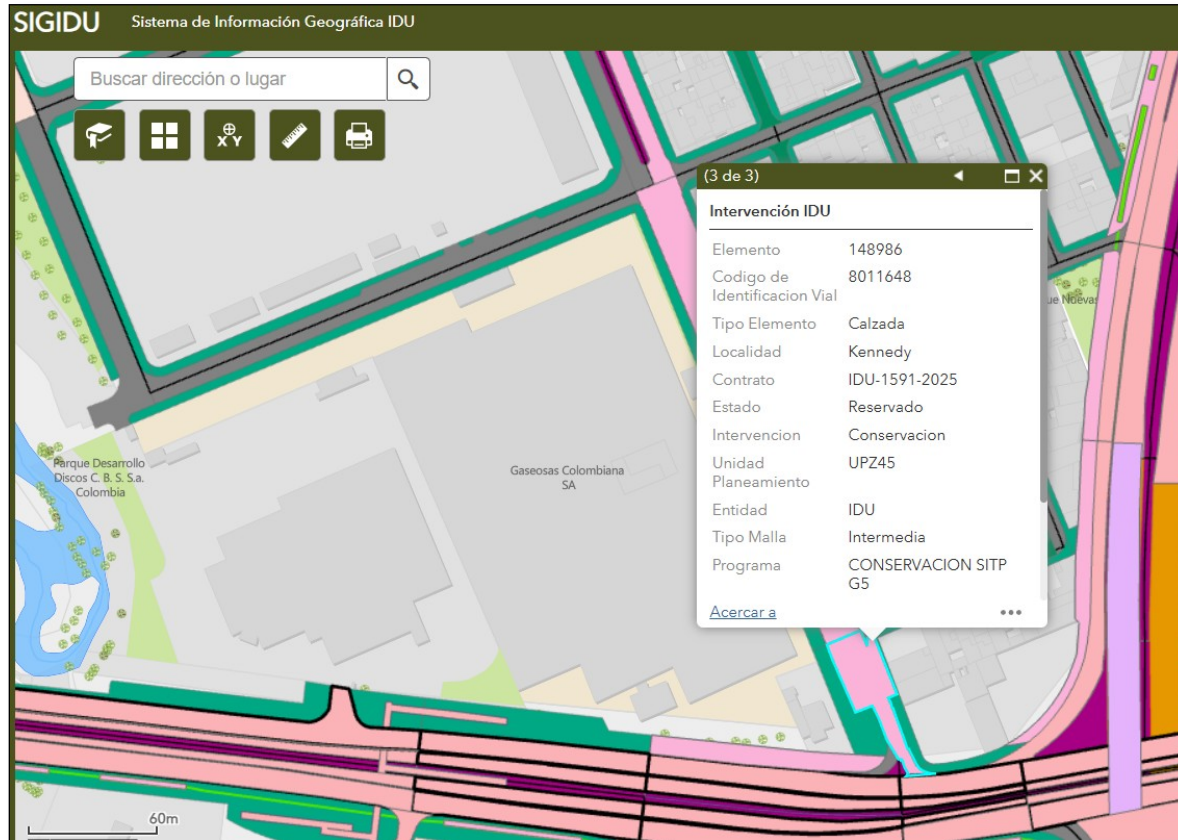 SIGIDU Sistema de Información Geográfica IDU
Buscar dirección o lugar
X Y
(3 de 3)
Intervención IDU
Elemento 148986
Codigo de
Identificacion Vial 8011648
Tipo Elemento Calzada
Localidad Kennedy
Contrato IDU-1591-2025
Estado Reservado
Intervencion Conservacion
Unidad
Planeamiento UPZ45
Entidad IDU
Tipo Malla Intermedia
Programa CONSERVACION SITP
G5
Acercar a
ue Nuevas
Parque Desarrollo
Discos C. B. S. S.a.
Colombia
Gaseosas Colombiana
SA
60m